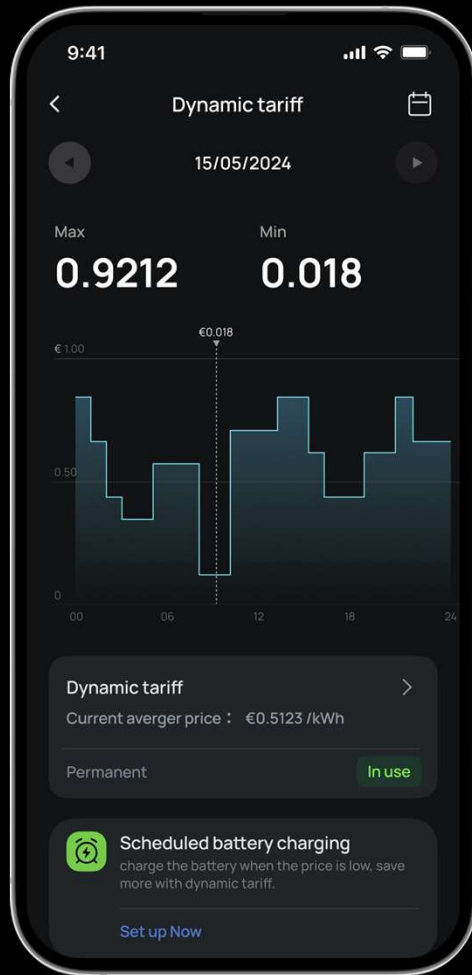 9:41
Dynamic tariff
15/05/2024
Max Min
0.9212 0.018
€0.018
€ 1.00
0.50
0
00 06 12 18 24
Dynamic tariff
Current averger price： €0.5123 /kWh
Permanent In use
Scheduled battery charging
charge the battery when the price is low, save
more with dynamic tariff.
Set up Now